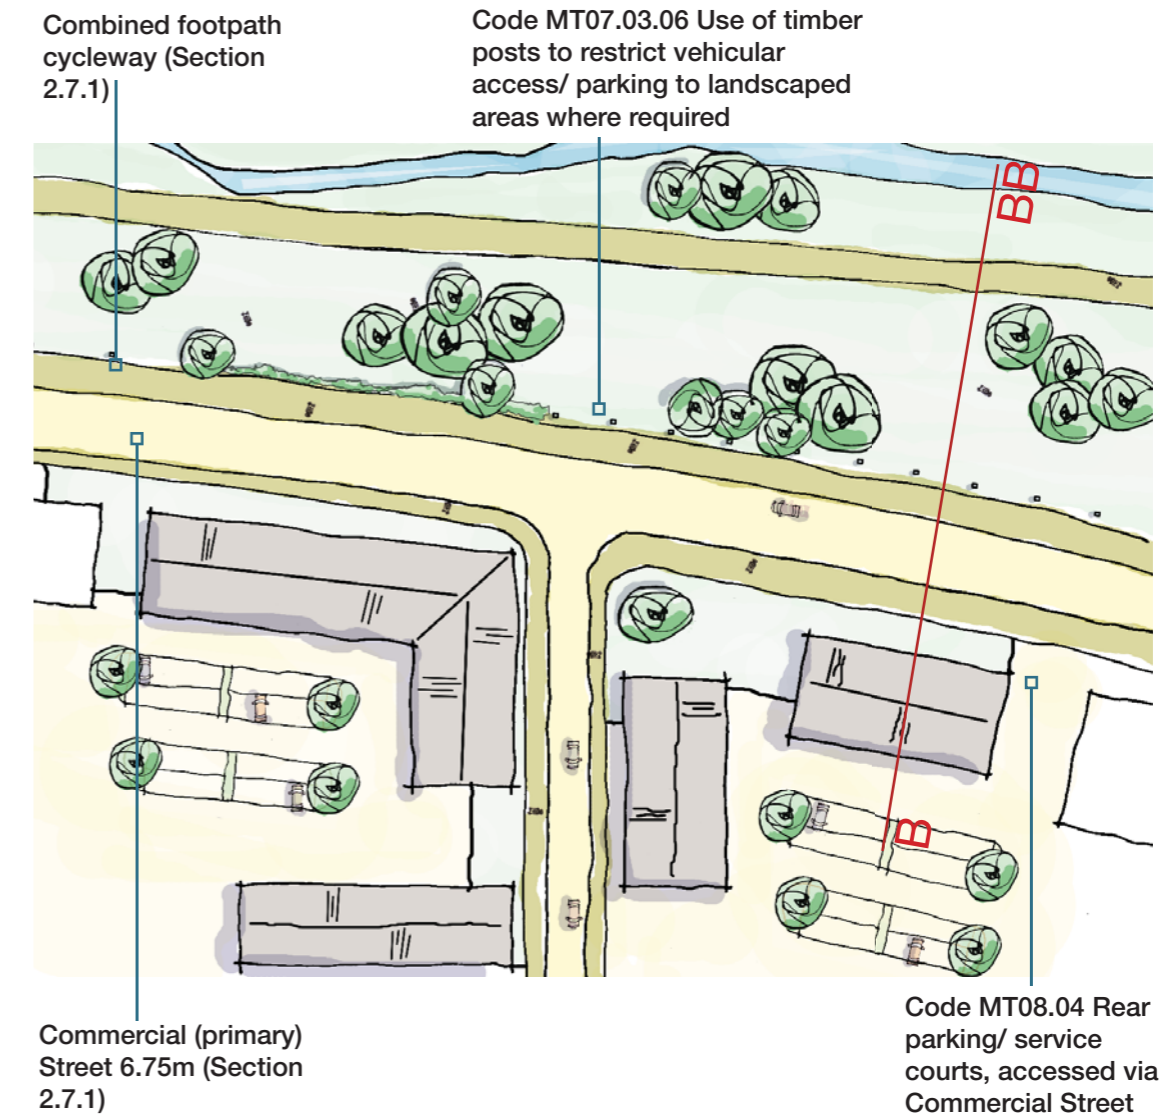 Combined footpath
cycleway (Section
2.7.1)
Code MT07.03.06 Use of timber
posts to restrict vehicular
access/ parking to landscaped
areas where required
BB
B
Commercial (primary)
Street 6.75m (Section
2.7.1)
Code MT08.04 Rear
parking/ service
courts, accessed via
Commercial Street